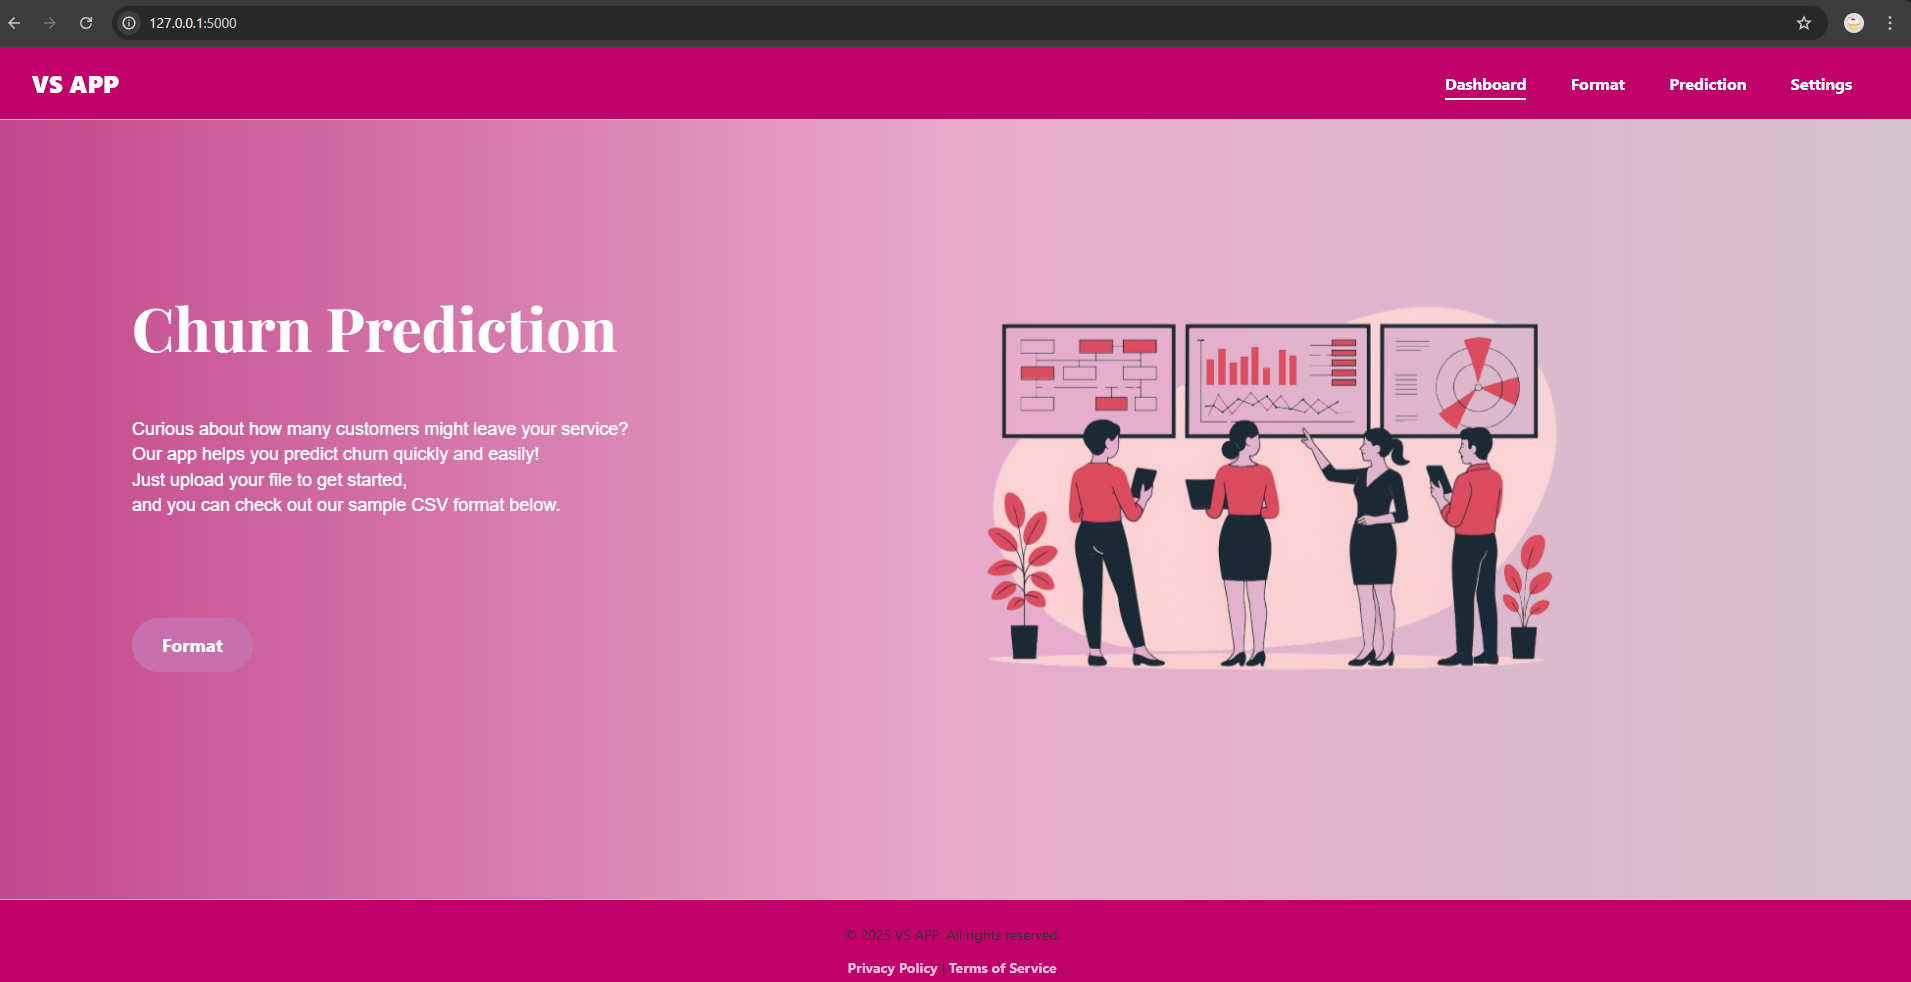 127.0.0.1:5000
VS APP
Dashboard
Format
Prediction
Settings
Churn Prediction
Curious about how many customers might leave your service?
Our app helps you predict churn quickly and easily!
Just upload your file to get started,
and you can check out our sample CSV format below.
Format
© 2025 VS APP. All rights reserved.
Privacy Policy | Terms of Service